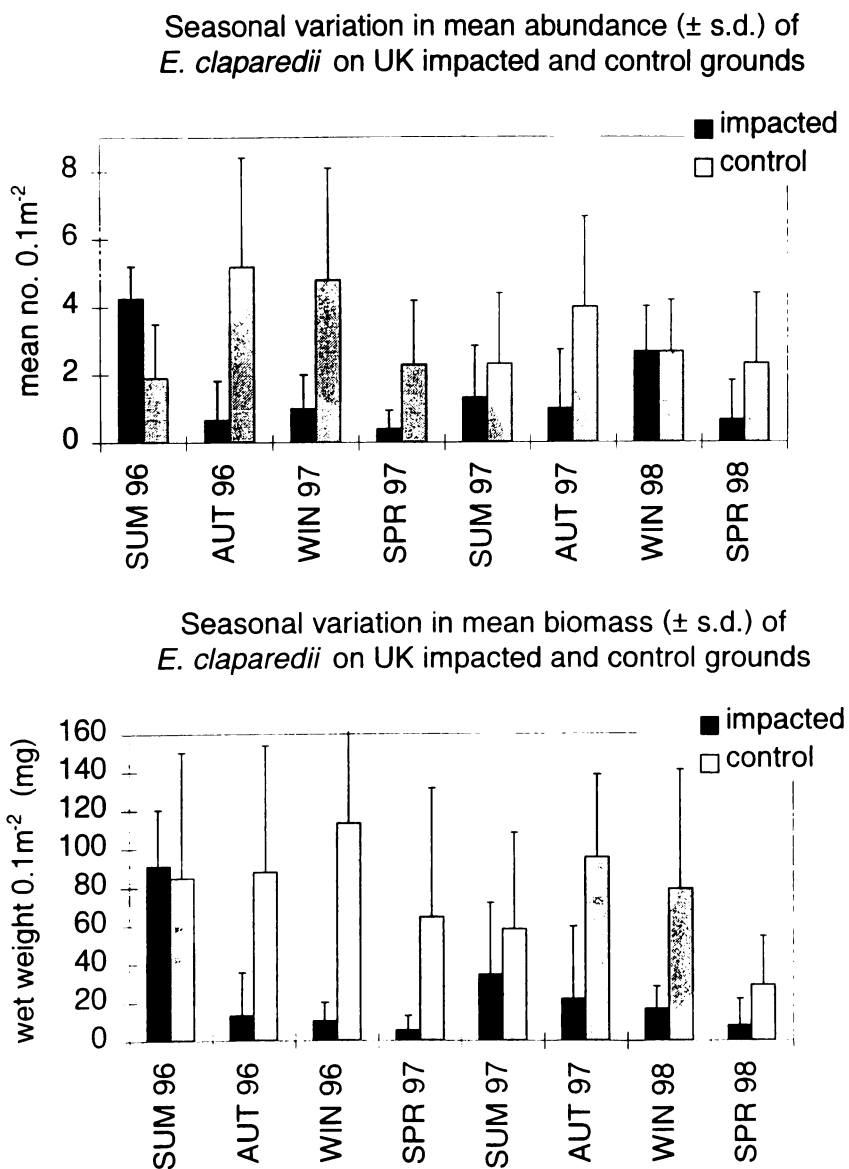 Seasonal variation in mean abundance (± s.d.) of
E. claparedii on UK impacted and control grounds
impacted
control
mean no. 0.1m⁻²
8
6
4
2
0
SUM 96
AUT 96
WIN 97
SPR 97
SUM 97
AUT 97
WIN 98
SPR 98
Seasonal variation in mean biomass (± s.d.) of
E. claparedii on UK impacted and control grounds
impacted
control
wet weight 0.1m⁻² (mg)
160
140
120
100
80
60
40
20
0
SUM 96
AUT 96
WIN 96
SPR 97
SUM 97
AUT 97
WIN 98
SPR 98